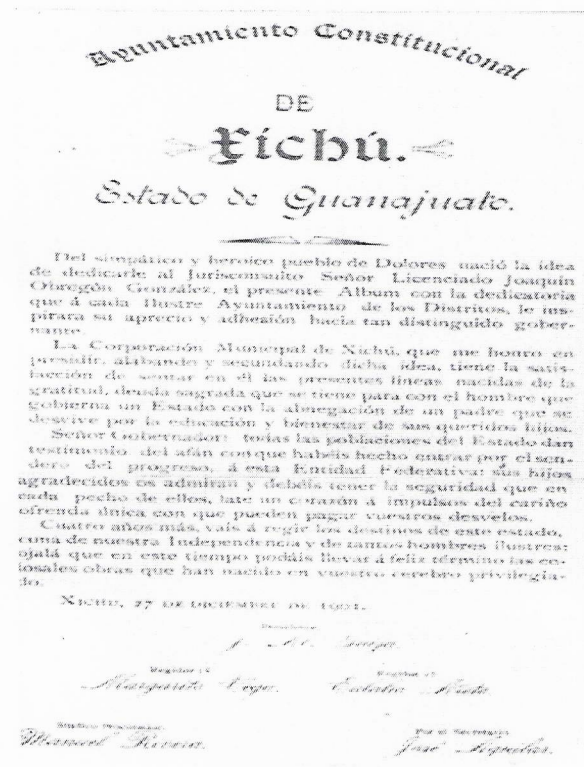 Ayuntamiento Constitucional
DE
Xichú.
Estado de Guanajuato.
Del simpático y heroico pueblo de Dolores nació la idea
de dedicarle al Jurisconsulto Señor Licenciado Joaquín
Obregón González, el presente Album con la dedicatoria
que á cada Ilustre Ayuntamiento de los Distritos, le ins-
pirara su aprecio y adhesión hacia tan distinguido gober-
nante.
La Corporación Municipal de Xichú, que me honro en
presidir, alabando y secundando dicha idea, tiene la satis-
facción de sentar en él las presentes líneas nacidas de la
gratitud, deuda sagrada que se tiene para con el hombre que
gobierna un Estado con la abnegación de un padre que se
desvive por la educación y bienestar de sus queridos hijos.
Señor Gobernador: todas las poblaciones del Estado dan
testimonio del afán con que habéis hecho entrar por el sen-
dero del progreso, á esta Entidad Federativa: sus hijos
agradecidos os admiran y debéis tener la seguridad que en
cada pecho de ellos, late un corazón a impulsos del cariño
ofrenda única con que pueden pagar vuestros desvelos.
Cuatro años más, vais á regir los destinos de este estado,
cuna de nuestra Independencia y de tantos hombres ilustres;
ojalá que en este tiempo podáis llevar á feliz término las co-
losales obras que han nacido en vuestro cerebro privilegia-
do.
XICHÚ, 27 DE DICIEMBRE DE 1901.
Presidente
J.
Regidor Regidor
Margarito Vega. Eulalio
Síndico Procurador. Por el Secretario
Manuel Rivera. José